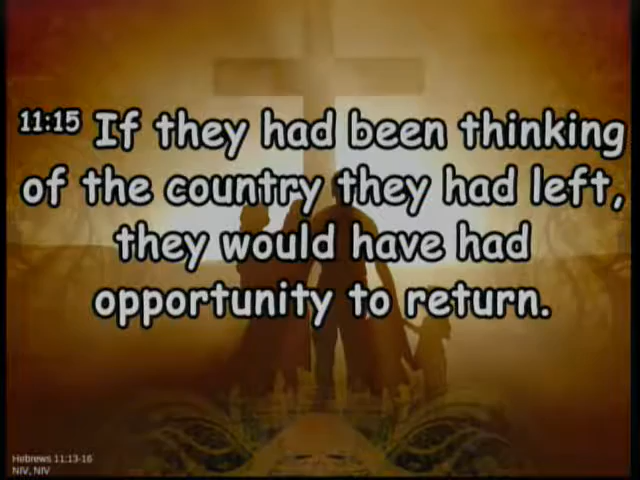 11:15 If they had been thinking
of the country they had left,
they would have had
opportunity to return.
Hebrews 11:13-16
NIV, NIV